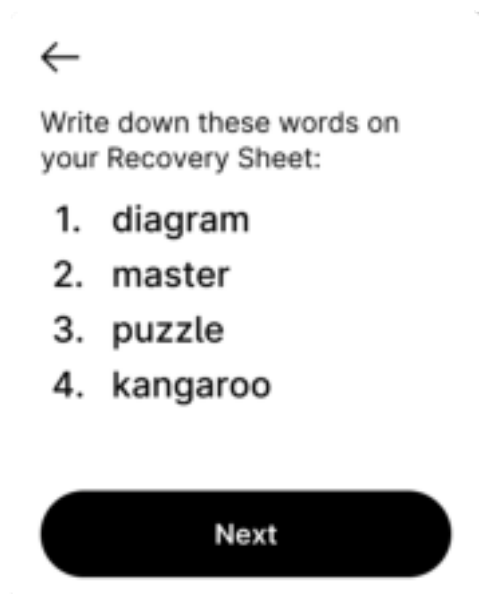 Write down these words on
your Recovery Sheet:
1. diagram
2. master
3. puzzle
4. kangaroo
Next